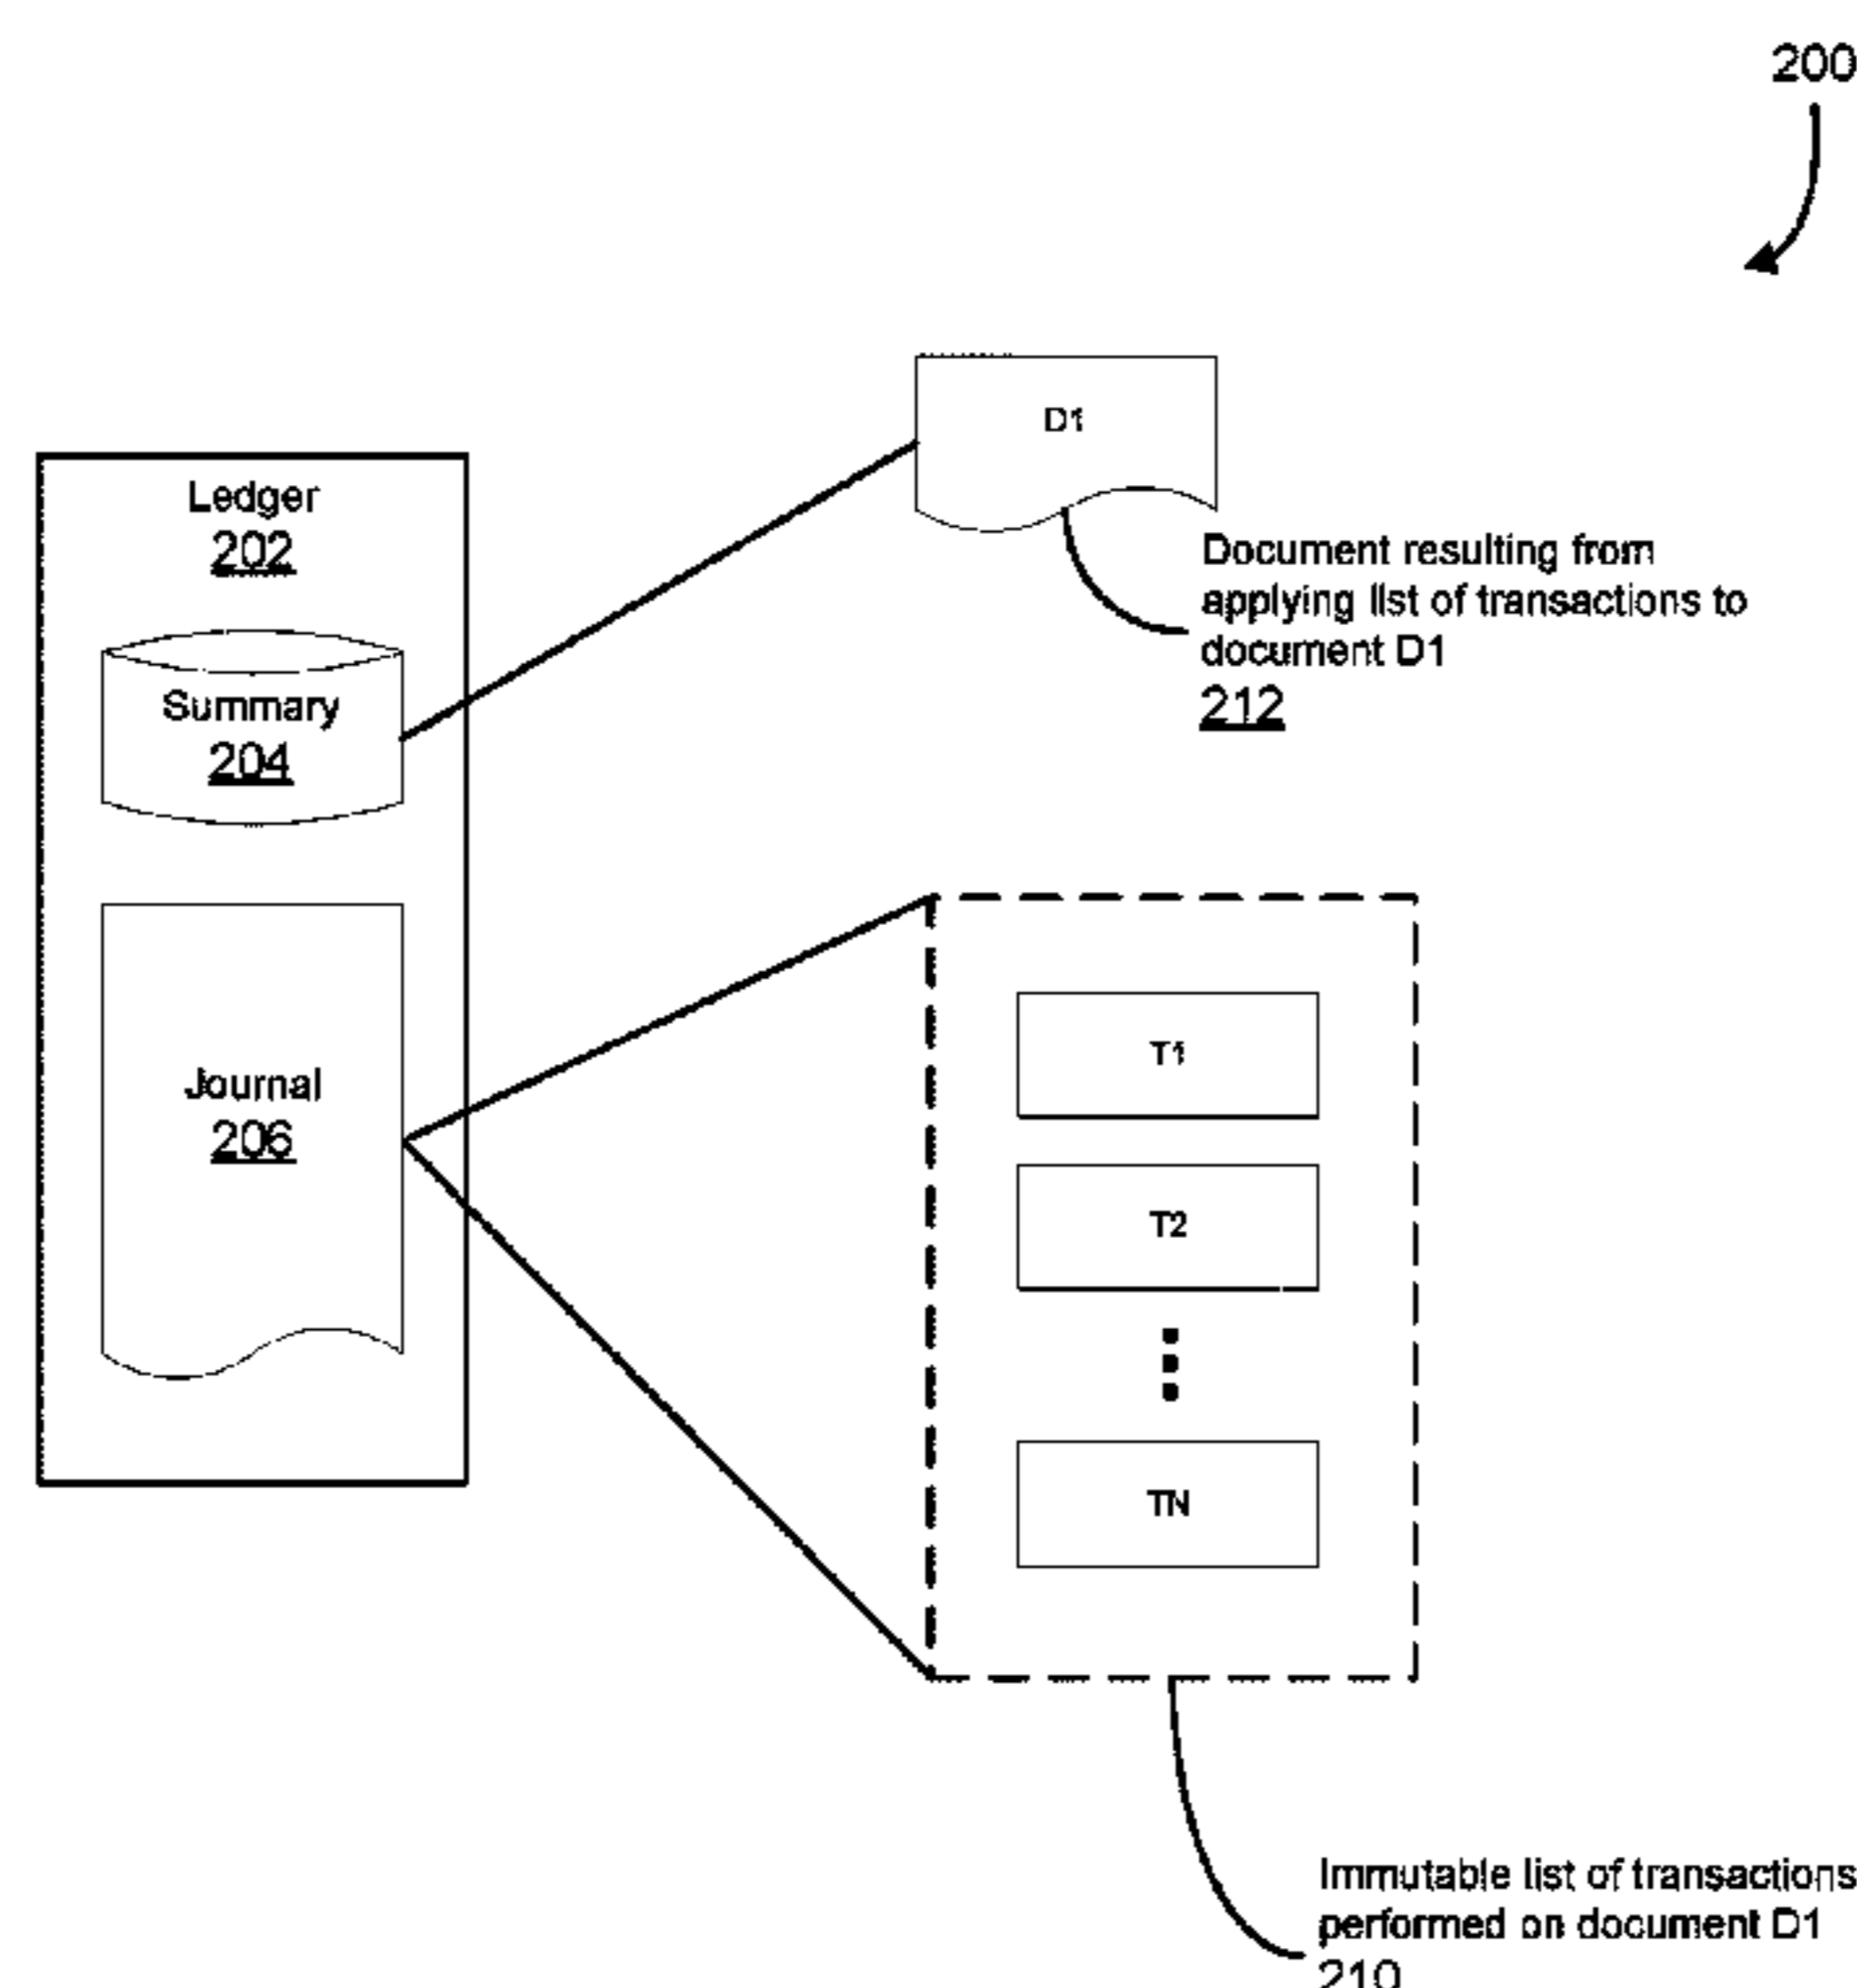 200
D1
Document resulting from
applying list of transactions to
document D1
212
Ledger
202
Summary
204
Journal
206
T1
T2
TN
Immutable list of transactions
performed on document D1
210